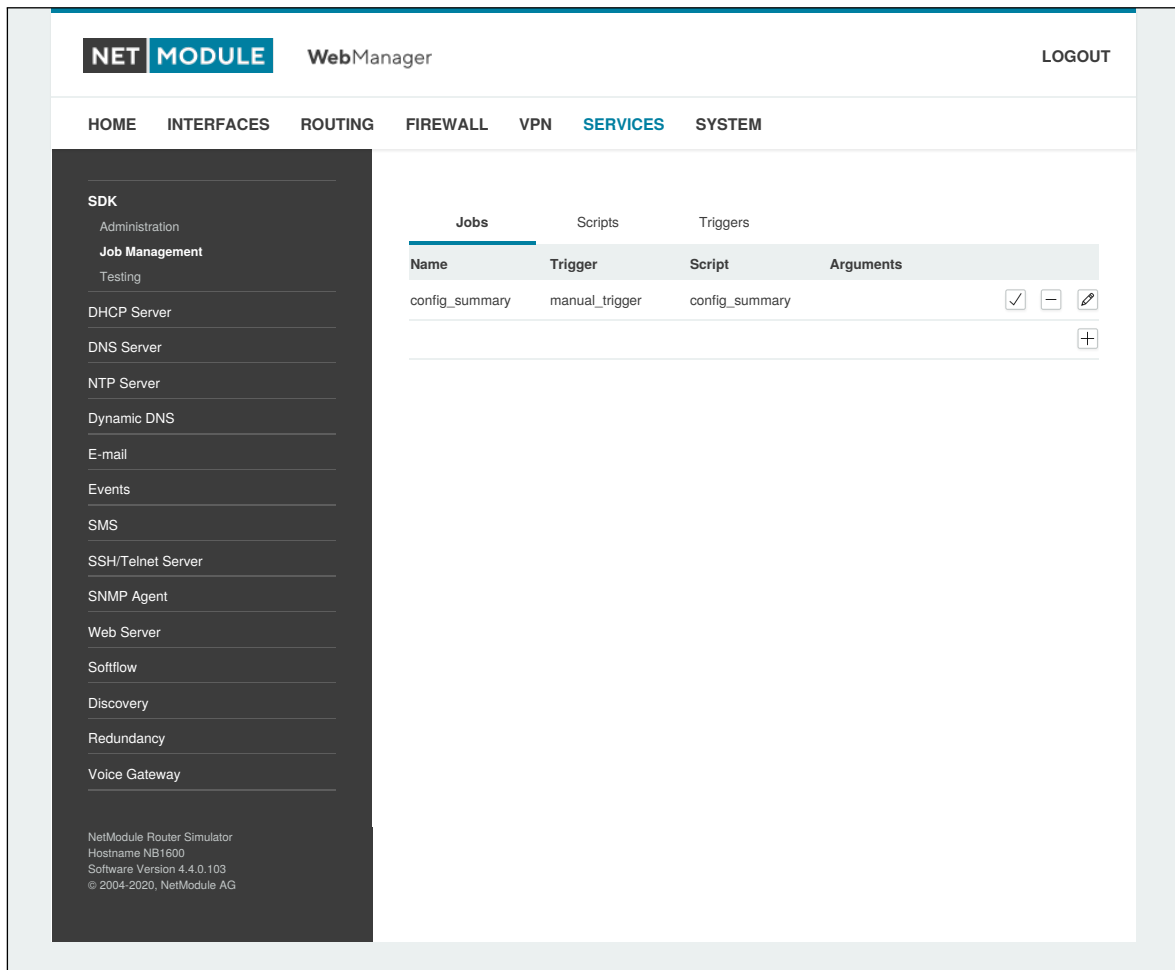 NET MODULE WebManager LOGOUT
HOME INTERFACES ROUTING FIREWALL VPN SERVICES SYSTEM
SDK
Administration
Job Management
Testing
DHCP Server
DNS Server
NTP Server
Dynamic DNS
E-mail
Events
SMS
SSH/Telnet Server
SNMP Agent
Web Server
Softflow
Discovery
Redundancy
Voice Gateway
NetModule Router Simulator
Hostname NB1600
Software Version 4.4.0.103
© 2004-2020, NetModule AG
Jobs Scripts Triggers
Name Trigger Script Arguments
config_summary manual_trigger config_summary